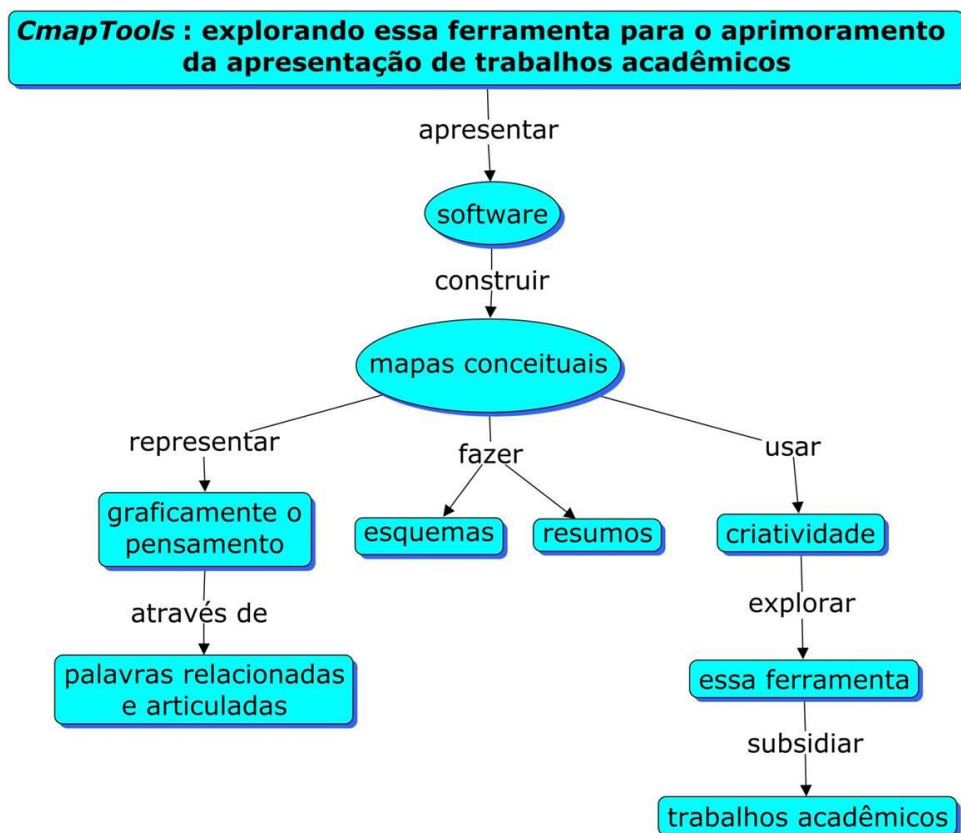 CmapTools : explorando essa ferramenta para o aprimoramento
da apresentação de trabalhos acadêmicos
apresentar
software
construir
mapas conceituais
representar
fazer
usar
graficamente o
pensamento
esquemas
resumos
criatividade
através de
explorar
palavras relacionadas
e articuladas
essa ferramenta
subsidiar
trabalhos acadêmicos